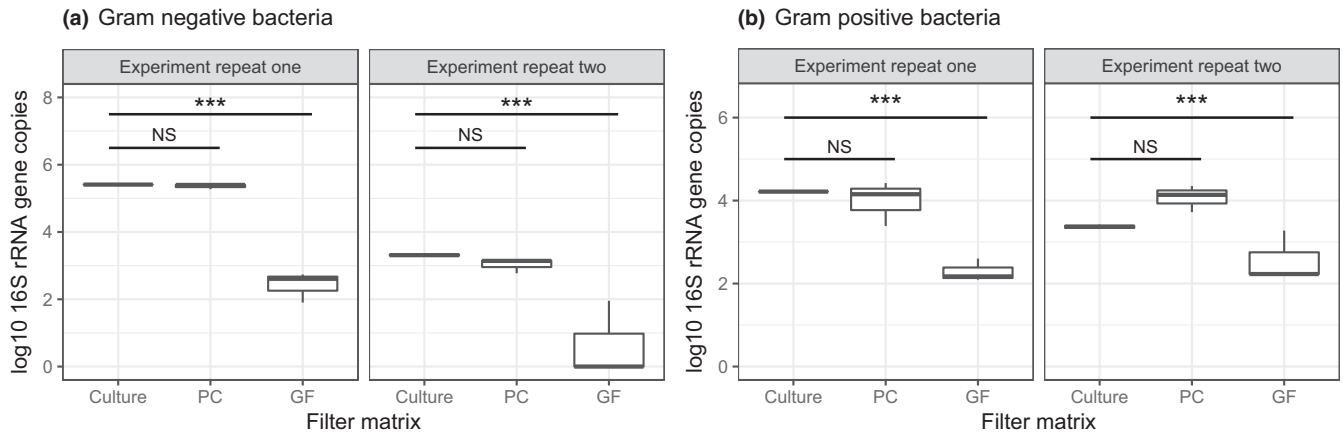 (a) Gram negative bacteria
Experiment repeat one
Experiment repeat two
log10 16S rRNA gene copies
8
6
4
2
0
***
NS
***
NS
Culture PC GF
Culture PC GF
Filter matrix
(b) Gram positive bacteria
Experiment repeat one
Experiment repeat two
log10 16S rRNA gene copies
6
4
2
0
***
NS
***
NS
Culture PC GF
Culture PC GF
Filter matrix